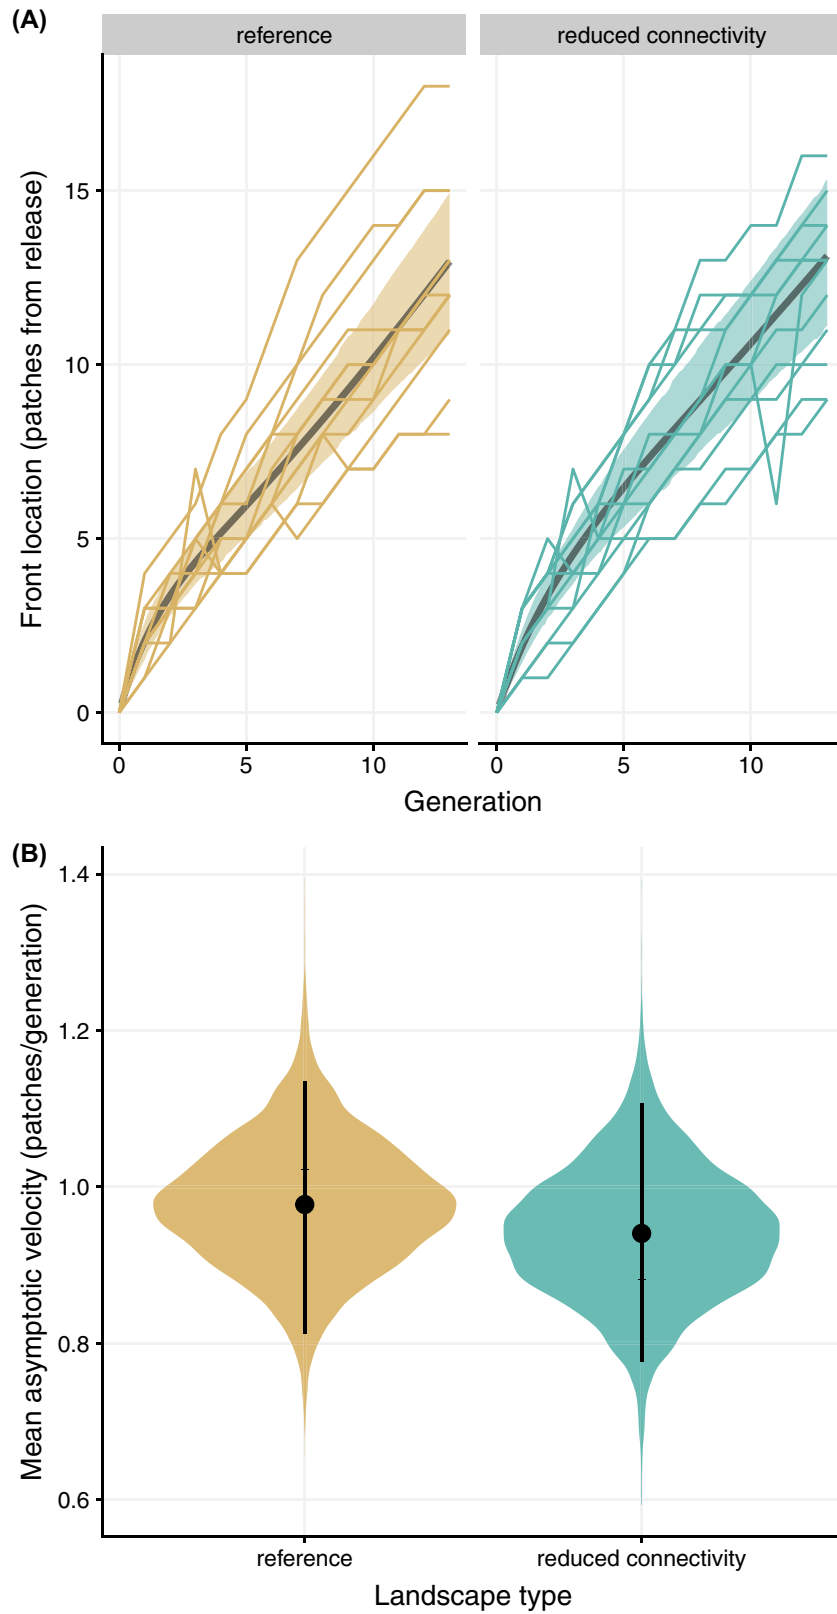 (A)
reference
reduced connectivity
Front location (patches from release)
15
10
5
0
0
5
10
0
5
10
Generation
(B)
Mean asymptotic velocity (patches/generation)
1.4
1.2
1.0
0.8
0.6
reference
reduced connectivity
Landscape type